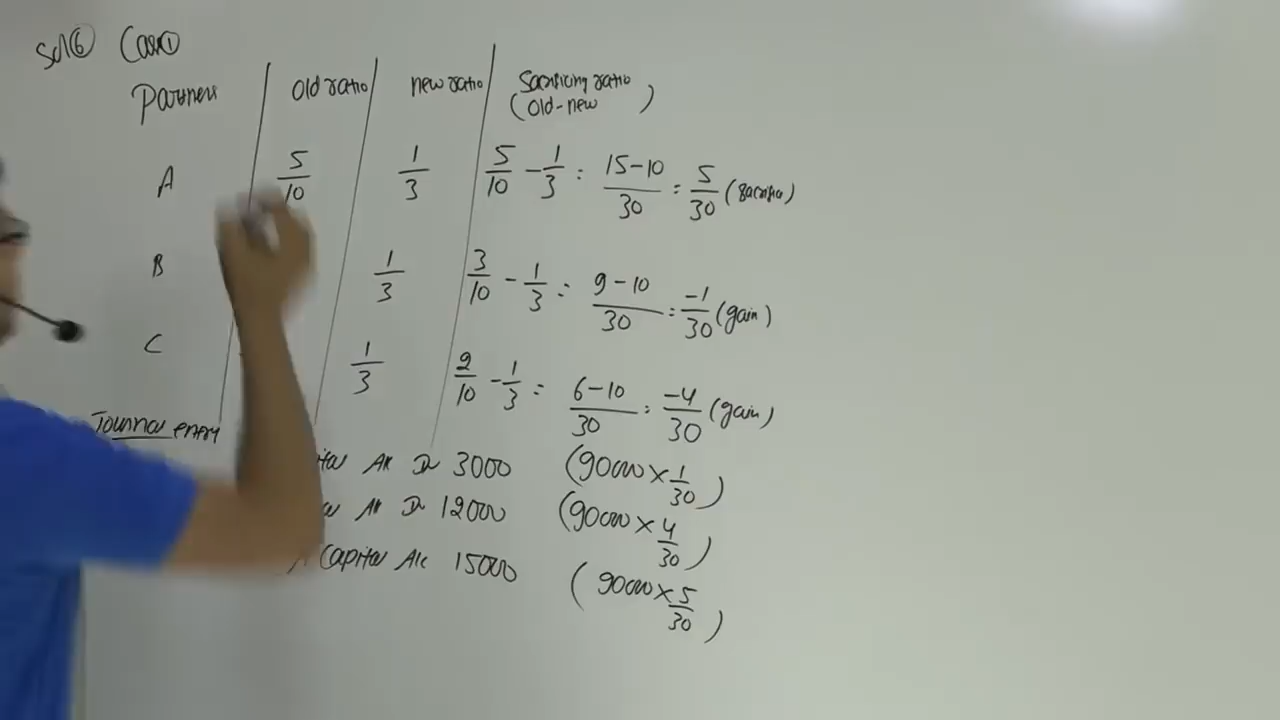 Sol⑥ Case①
Partners old ratio new ratio Sacrificing ratio
(old-new)
A 5/10 1/3 5/10 - 1/3 = 15-10/30 = 5/30 (sacrifice)
B 1/3 3/10 - 1/3 = 9-10/30 = -1/30 (gain)
C 1/3 2/10 - 1/3 = 6-10/30 = -4/30 (gain)
Journal entry
A/c Dr 3000 (90000 × 1/30)
A/c Dr 12000 (90000 × 4/30)
Capital A/c 15000 (90000 × 5/30)